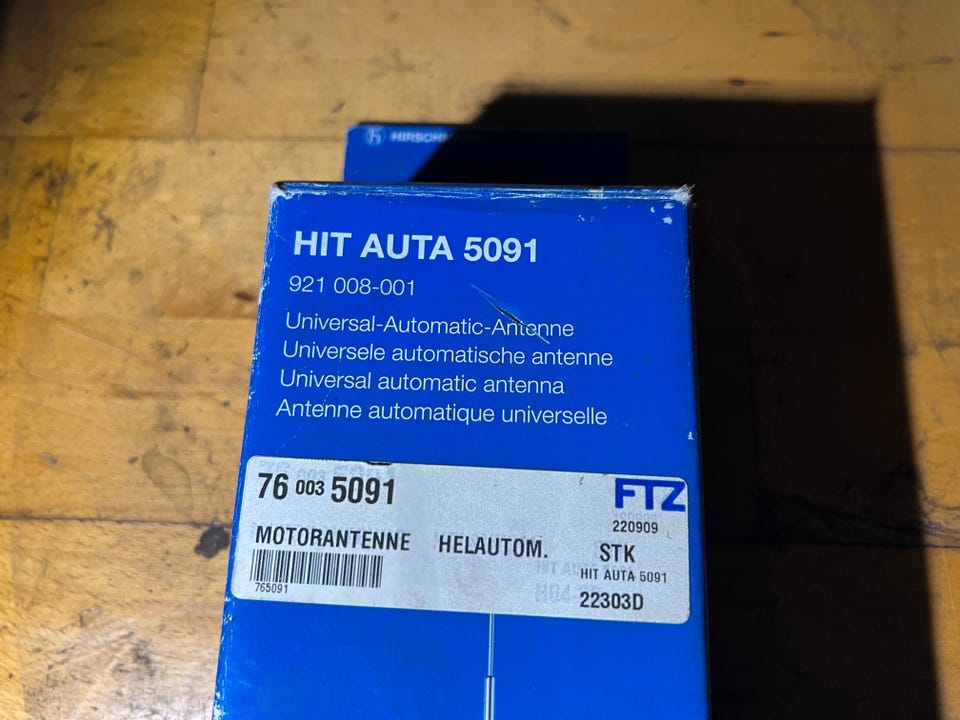 HIT AUTA 5091
921 008-001
Universal-Automatic-Antenne
Universele automatische antenne
Universal automatic antenna
Antenne automatique universelle
76 003 5091
FTZ
220909
MOTORANTENNE HELAUTOM. STK
HIT AUTA 5091
765091
22303D